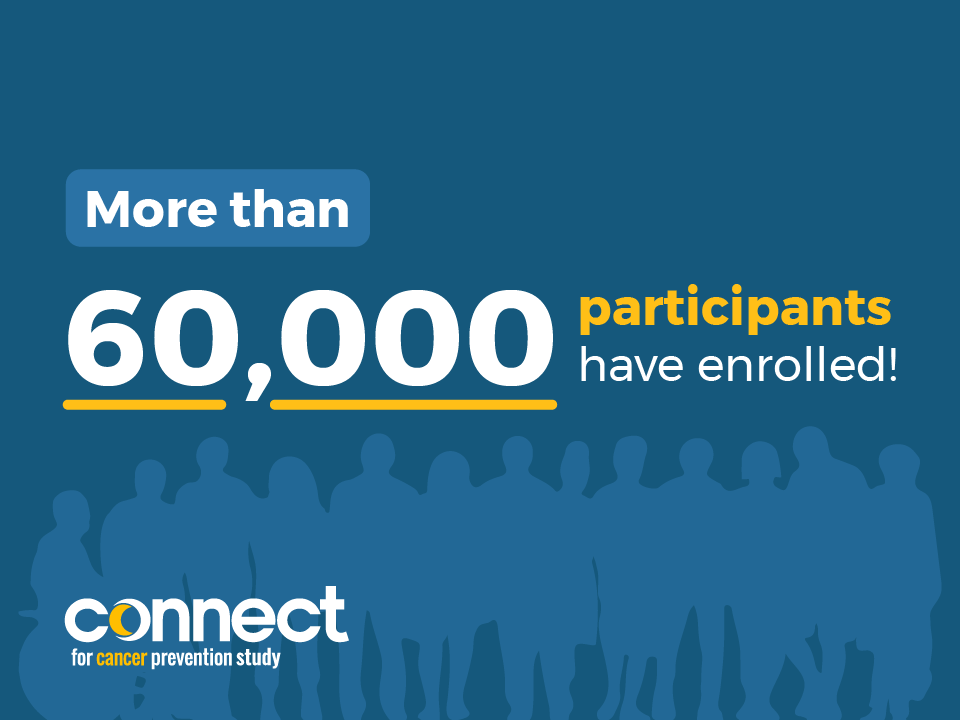 More than
60,000
participants
have enrolled!
connect
for cancer prevention study